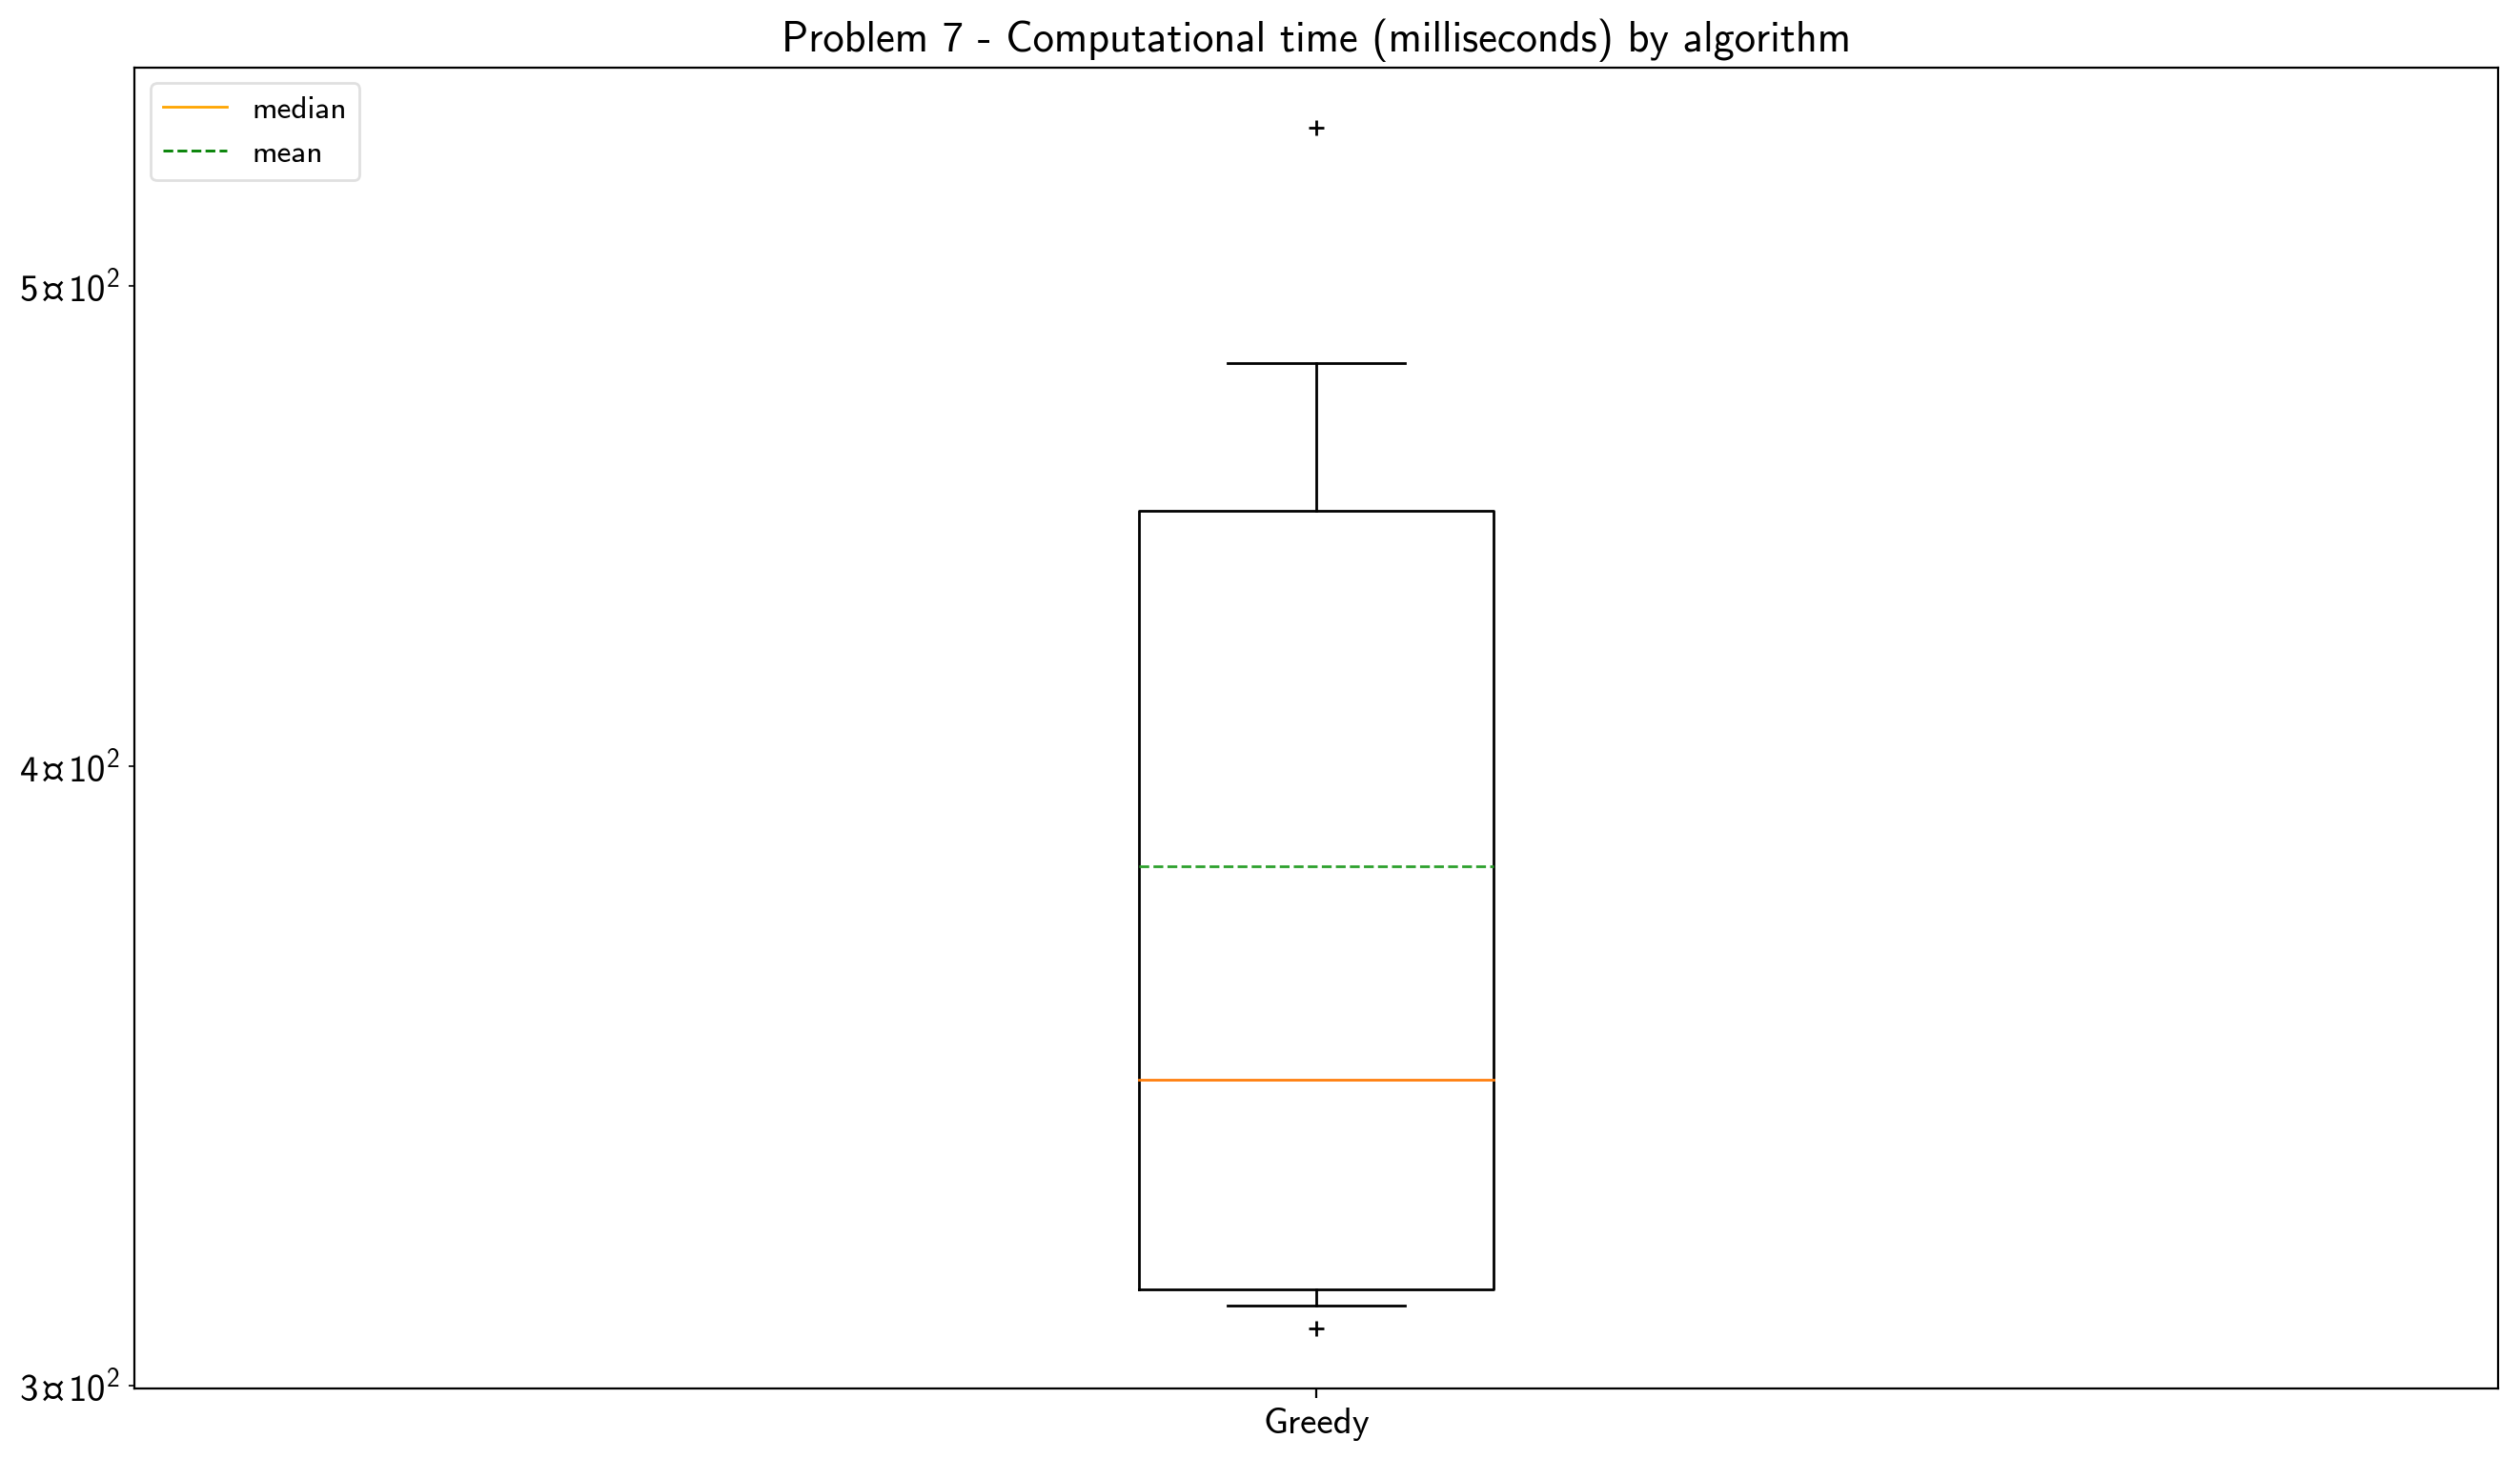 Problem 7 - Computational time (milliseconds) by algorithm
median
mean
5¤10²
4¤10²
3¤10²
Greedy